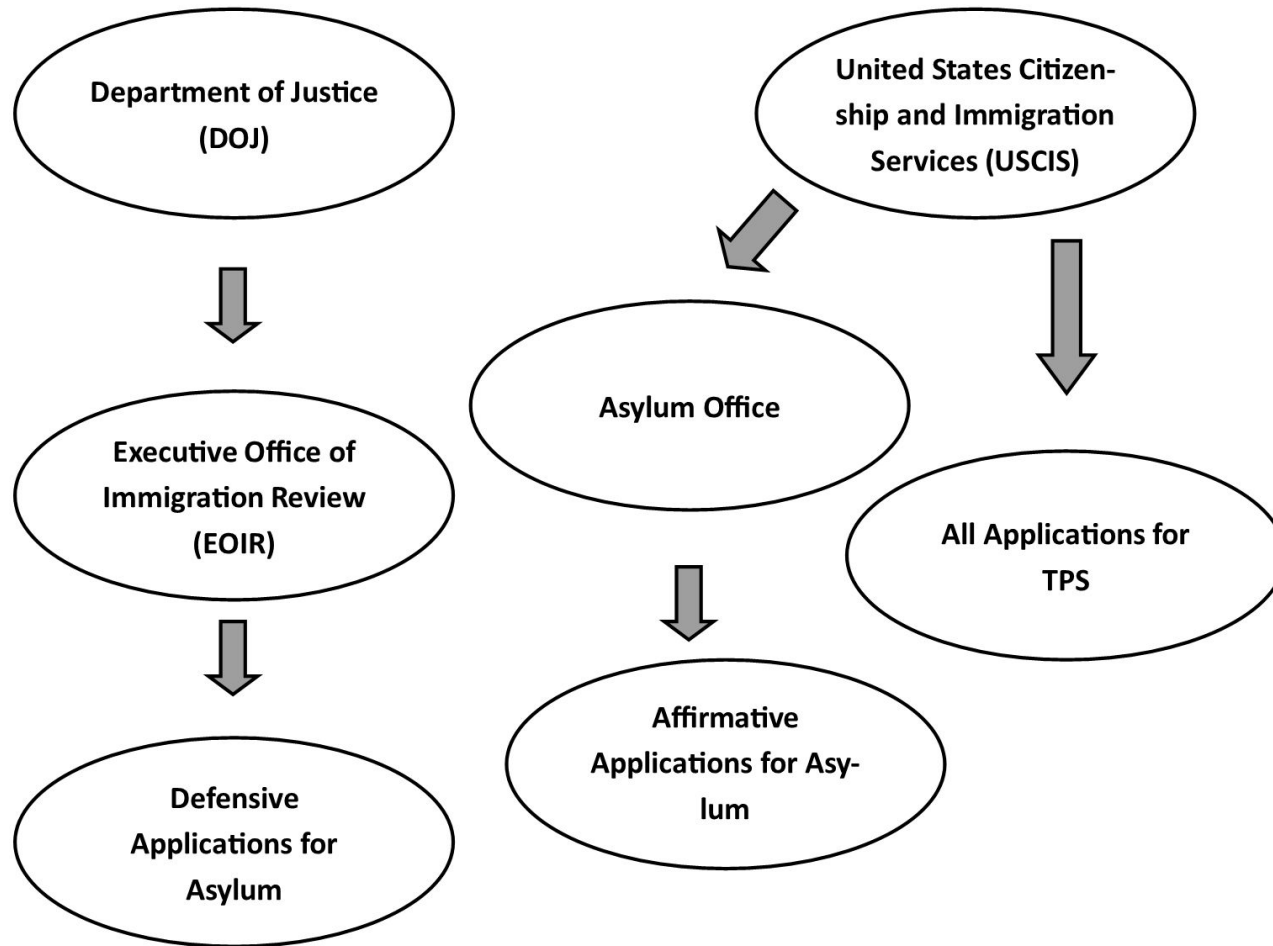 Department of Justice
(DOJ)
United States Citizen-
ship and Immigration
Services (USCIS)
Executive Office of
Immigration Review
(EOIR)
Asylum Office
All Applications for
TPS
Defensive
Applications for
Asylum
Affirmative
Applications for Asy-
lum